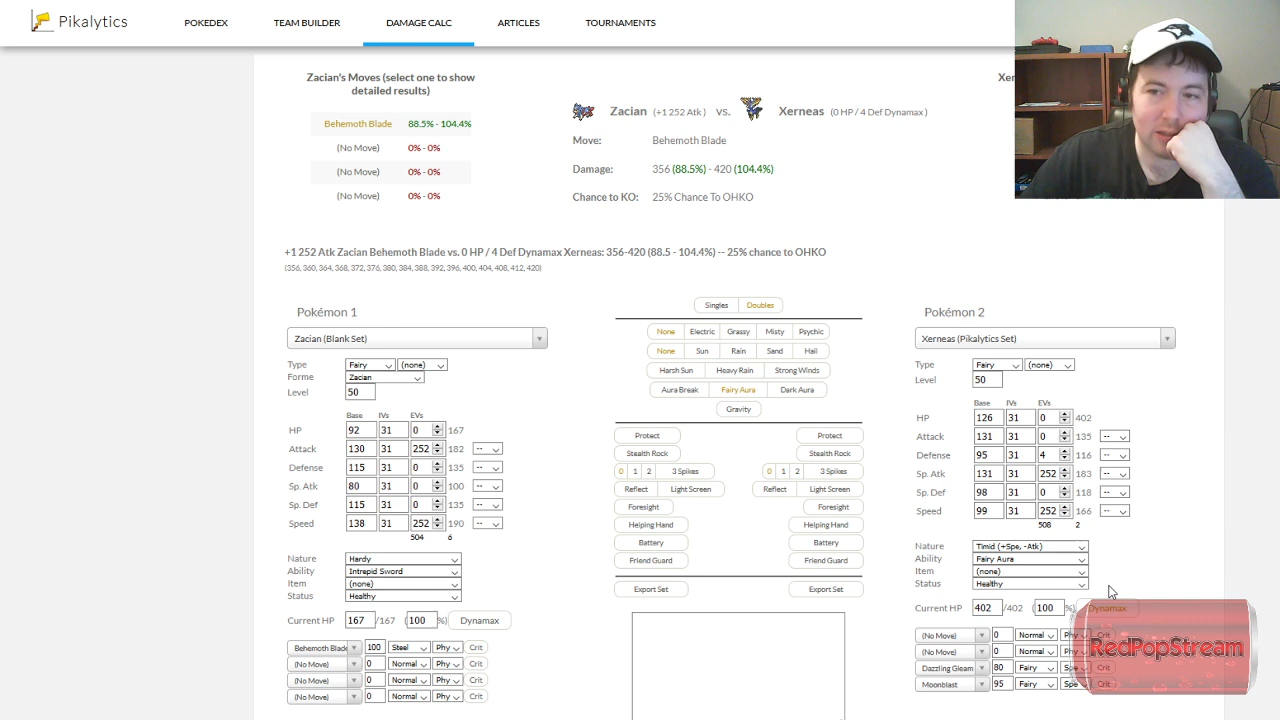 Pikalytics
POKEDEX
TEAM BUILDER
DAMAGE CALC
ARTICLES
TOURNAMENTS
Zacian's Moves (select one to show
detailed results)
Behemoth Blade 88.5% - 104.4%
(No Move) 0% - 0%
(No Move) 0% - 0%
(No Move) 0% - 0%
Zacian (+1 252 Atk ) VS. Xerneas (0 HP / 4 Def Dynamax )
Move: Behemoth Blade
Damage: 356 (88.5%) - 420 (104.4%)
Chance to KO: 25% Chance To OHKO
+1 252 Atk Zacian Behemoth Blade vs. 0 HP / 4 Def Dynamax Xerneas: 356-420 (88.5 - 104.4%) -- 25% chance to OHKO
(356, 360, 364, 368, 372, 376, 380, 384, 388, 392, 396, 400, 404, 408, 412, 420)
Pokémon 1
Zacian (Blank Set)
Type Fairy (none)
Forme Zacian
Level 50
Base IVs EVs
HP 92 31 0 167
Attack 130 31 252 182 --
Defense 115 31 0 135 --
Sp. Atk 80 31 0 100 --
Sp. Def 115 31 0 135 --
Speed 138 31 252 190 --
504 6
Nature Hardy
Ability Intrepid Sword
Item (none)
Status Healthy
Current HP 167 /167 (100 %) Dynamax
Behemoth Blade 100 Steel Phy Crit
(No Move) 0 Normal Phy Crit
(No Move) 0 Normal Phy Crit
(No Move) 0 Normal Phy Crit
Singles Doubles
None Electric Grassy Misty Psychic
None Sun Rain Sand Hail
Harsh Sun Heavy Rain Strong Winds
Aura Break Fairy Aura Dark Aura
Gravity
Protect Protect
Stealth Rock Stealth Rock
0 1 2 3 Spikes 0 1 2 3 Spikes
Reflect Light Screen Reflect Light Screen
Foresight Foresight
Helping Hand Helping Hand
Battery Battery
Friend Guard Friend Guard
Export Set Export Set
Pokémon 2
Xerneas (Pikalytics Set)
Type Fairy (none)
Level 50
Base IVs EVs
HP 126 31 0 402
Attack 131 31 0 135 --
Defense 95 31 4 116 --
Sp. Atk 131 31 252 183 --
Sp. Def 98 31 0 118 --
Speed 99 31 252 166 --
508 2
Nature Timid (+Spe, -Atk)
Ability Fairy Aura
Item (none)
Status Healthy
Current HP 402 /402 (100 %) Dynamax
(No Move) 0 Normal Phy Crit
(No Move) 0 Normal Phy Crit
Dazzling Gleam 80 Fairy Spe Crit
Moonblast 95 Fairy Spe Crit
RedPopStream